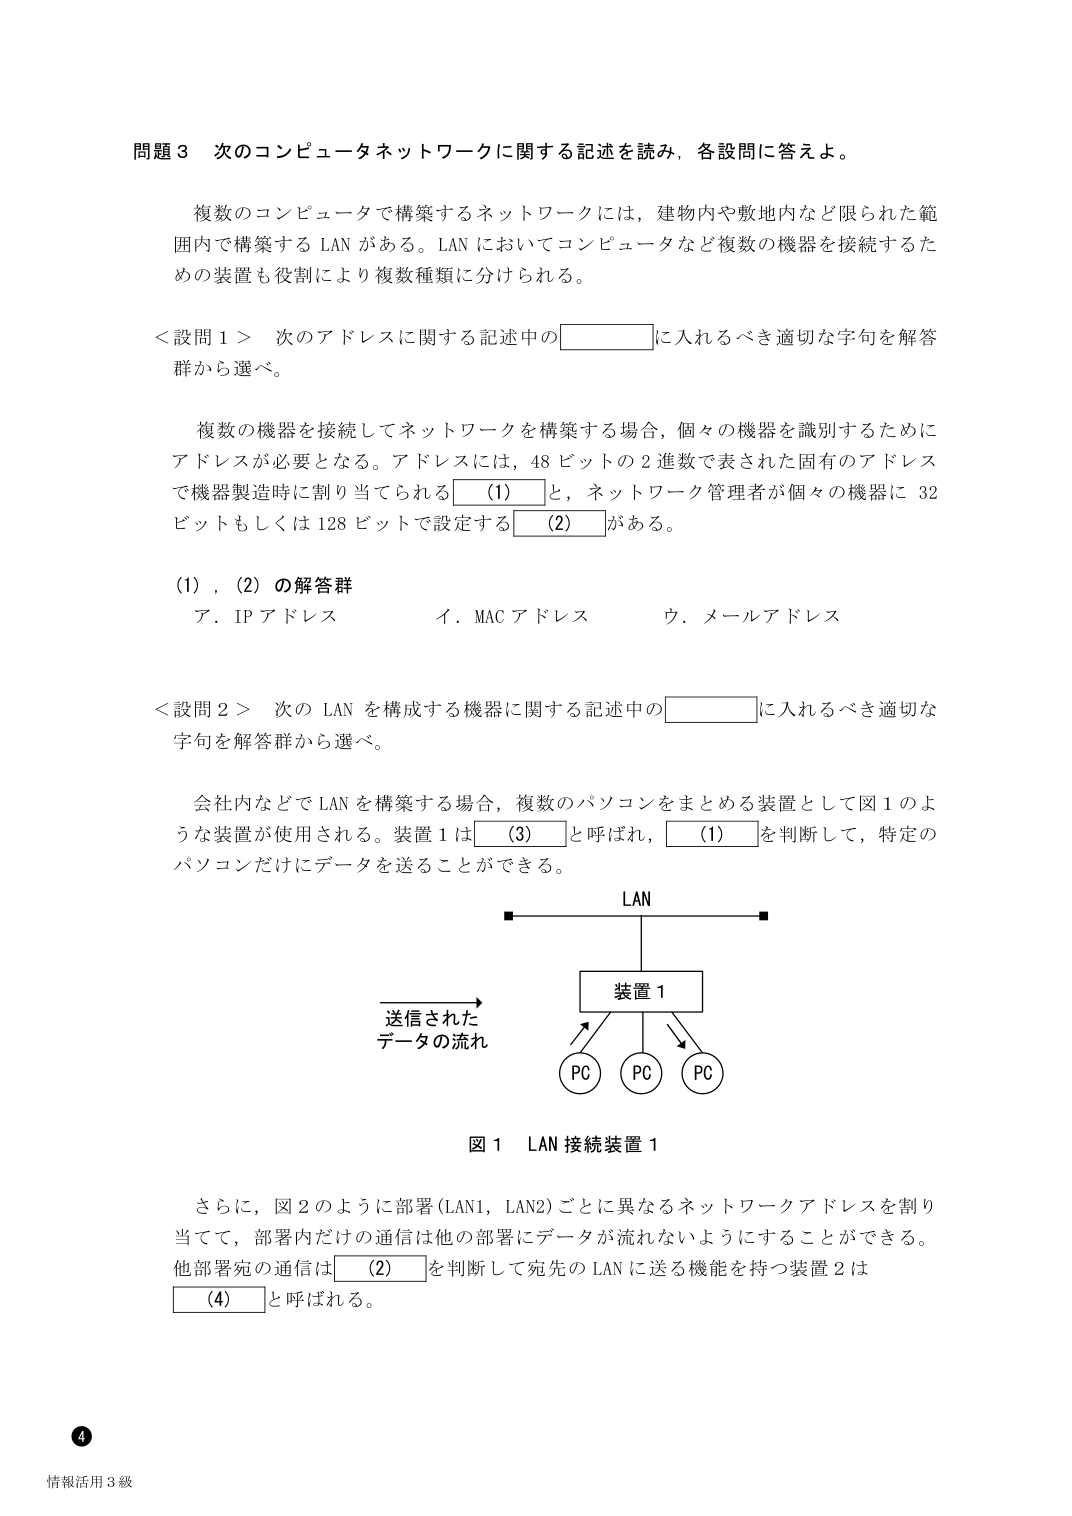 問題３　次のコンピュータネットワークに関する記述を読み，各設問に答えよ。
複数のコンピュータで構築するネットワークには，建物内や敷地内など限られた範
囲内で構築する LAN がある。LAN においてコンピュータなど複数の機器を接続するた
めの装置も役割により複数種類に分けられる。
＜設問１＞　次のアドレスに関する記述中の　　　　に入れるべき適切な字句を解答
群から選べ。
複数の機器を接続してネットワークを構築する場合，個々の機器を識別するために
アドレスが必要となる。アドレスには，48 ビットの２進数で表された固有のアドレス
で機器製造時に割り当てられる（1）と，ネットワーク管理者が個々の機器に 32
ビットもしくは 128 ビットで設定する（2）がある。
（1），（2）の解答群
ア．IP アドレス　　　イ．MAC アドレス　　　ウ．メールアドレス
＜設問２＞　次の LAN を構成する機器に関する記述中の　　　　に入れるべき適切な
字句を解答群から選べ。
会社内などで LAN を構築する場合，複数のパソコンをまとめる装置として図１のよ
うな装置が使用される。装置１は（3）と呼ばれ，（1）を判断して，特定の
パソコンだけにデータを送ることができる。
LAN
装置１
送信された
データの流れ
PC　PC　PC
図１　LAN 接続装置１
さらに，図２のように部署(LAN1，LAN2)ごとに異なるネットワークアドレスを割り
当てて，部署内だけの通信は他の部署にデータが流れないようにすることができる。
他部署宛の通信は（2）を判断して宛先の LAN に送る機能を持つ装置２は
（4）と呼ばれる。
4
情報活用３級